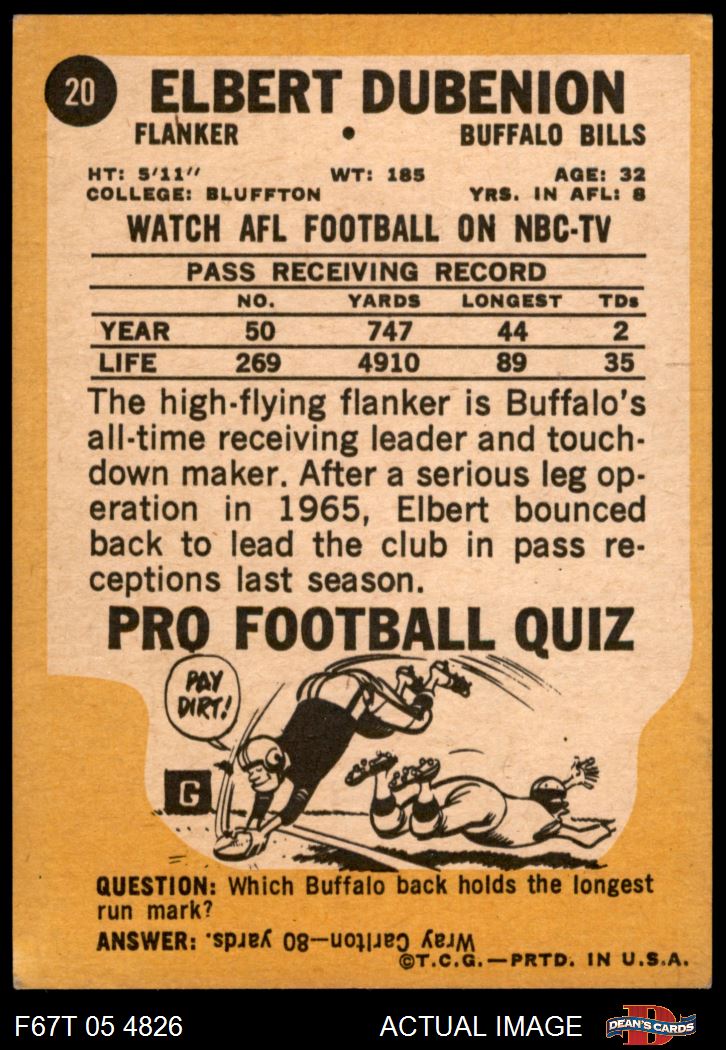 20
ELBERT DUBENION
FLANKER • BUFFALO BILLS
HT: 5'11" WT: 185 AGE: 32
COLLEGE: BLUFFTON YRS. IN AFL: 8
WATCH AFL FOOTBALL ON NBC-TV
PASS RECEIVING RECORD
NO. YARDS LONGEST TDs
YEAR 50 747 44 2
LIFE 269 4910 89 35
The high-flying flanker is Buffalo's
all-time receiving leader and touch-
down maker. After a serious leg op-
eration in 1965, Elbert bounced
back to lead the club in pass re-
ceptions last season.
PRO FOOTBALL QUIZ
PAY
DIRT!
G
QUESTION: Which Buffalo back holds the longest
run mark?
ANSWER: Wray Carlton—80 yards.
©T.C.G.—PRTD. IN U.S.A.
F67T 05 4826 ACTUAL IMAGE
D
DEAN'S CARDS